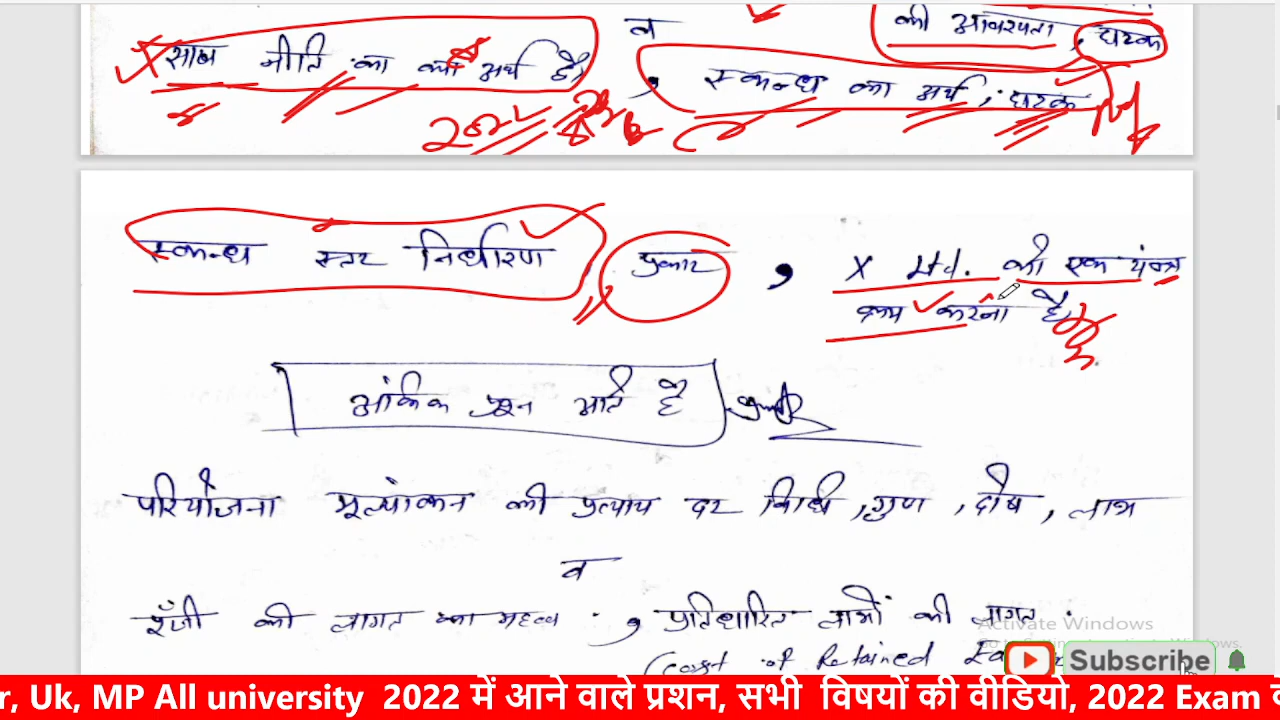 की आवश्यता, घटक
व
साख नीति का क्या अर्थ है, स्कन्ध का अर्थ, घटक
स्कन्ध स्तर निर्धारण प्रकार, X Ltd. को एक यंन्त्र
क्रय करना है
आंकिक प्रश्न आते है
परियोजना मूल्यांकन की प्रत्याय दर विधि, गुण, दोष, लाभ
व
पूँजी की लागत का महत्व, प्रतिधारित लाभों की लागत
(cost of Retained
Activate Windows
Subscribe
r, Uk, MP All university 2022 में आने वाले प्रशन, सभी विषयों की वीडियो, 2022 Exam